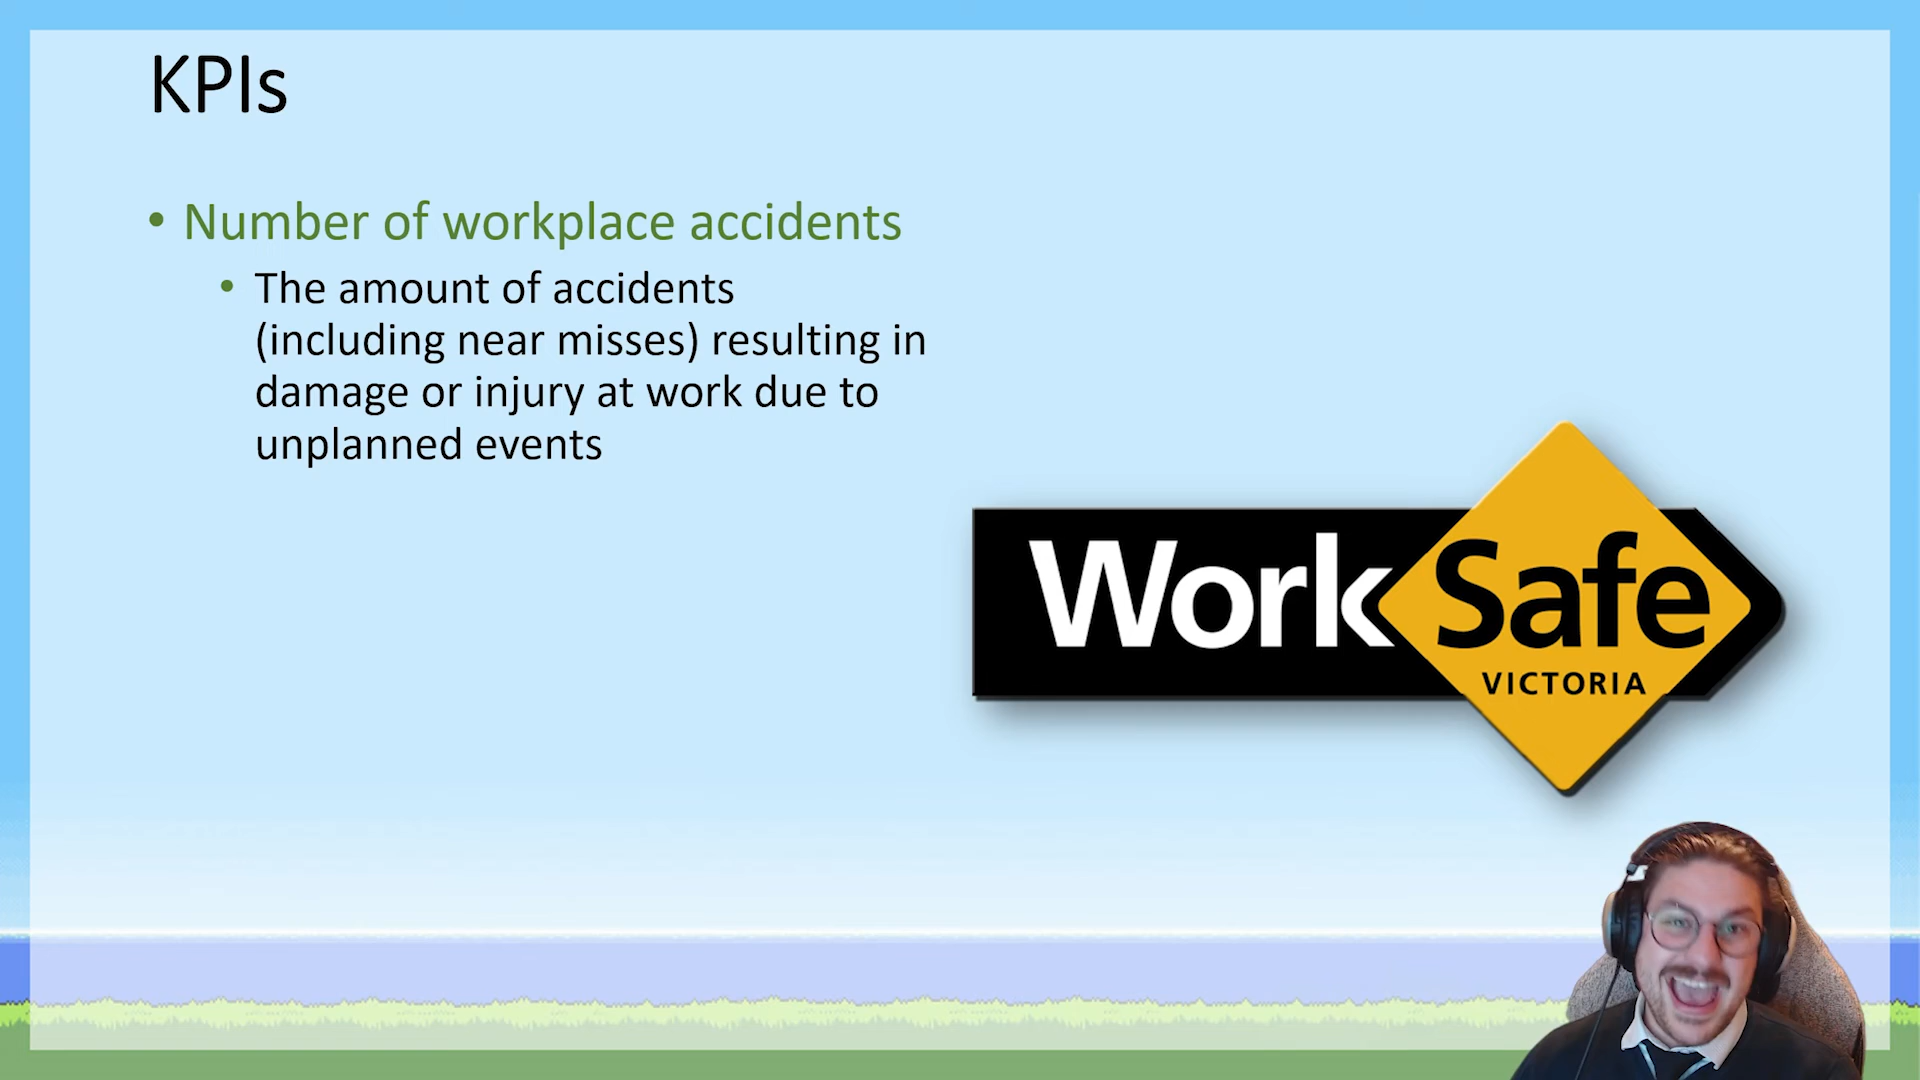 KPIs
• Number of workplace accidents
• The amount of accidents
(including near misses) resulting in
damage or injury at work due to
unplanned events
WorkSafe
VICTORIA